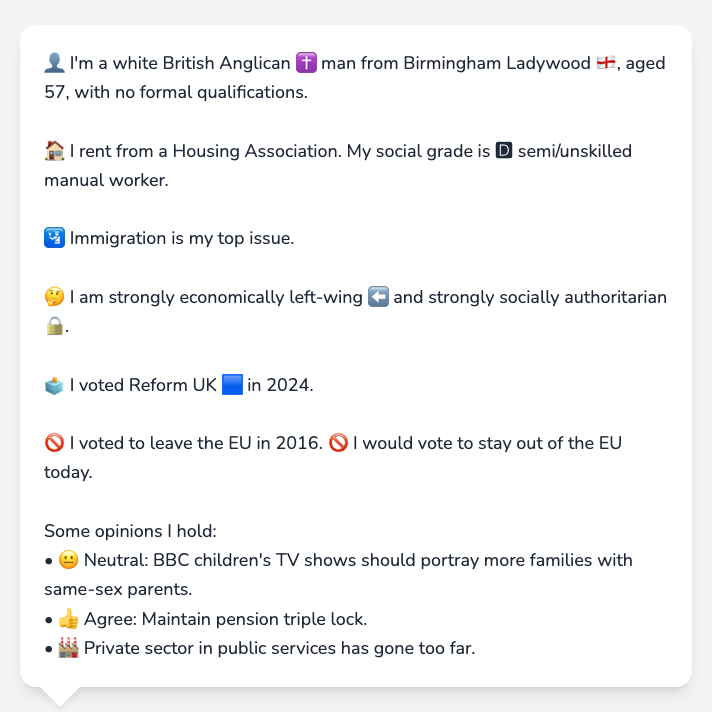 👤 I'm a white British Anglican ✝️ man from Birmingham Ladywood 🏴󠁧󠁢󠁥󠁮󠁧󠁿, aged
57, with no formal qualifications.
🏠 I rent from a Housing Association. My social grade is 🅳 semi/unskilled
manual worker.
🛂 Immigration is my top issue.
🤔 I am strongly economically left-wing ⬅️ and strongly socially authoritarian
🔒.
🗳️ I voted Reform UK 🟦 in 2024.
🚫 I voted to leave the EU in 2016. 🚫 I would vote to stay out of the EU
today.
Some opinions I hold:
• 😐 Neutral: BBC children's TV shows should portray more families with
same-sex parents.
• 👍 Agree: Maintain pension triple lock.
• 🏭 Private sector in public services has gone too far.